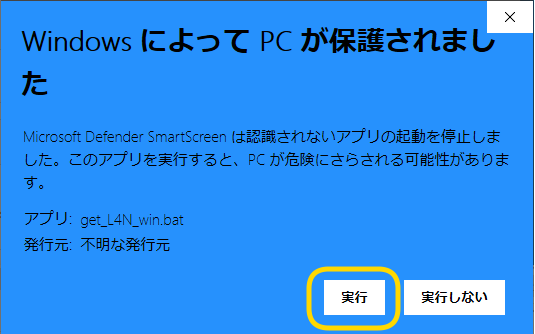 Windows によって PC が保護されまし
た
Microsoft Defender SmartScreen は認識されないアプリの起動を停止しま
した。このアプリを実行すると、PC が危険にさらされる可能性がありま
す。
アプリ: get_L4N_win.bat
発行元: 不明な発行元
実行 実行しない